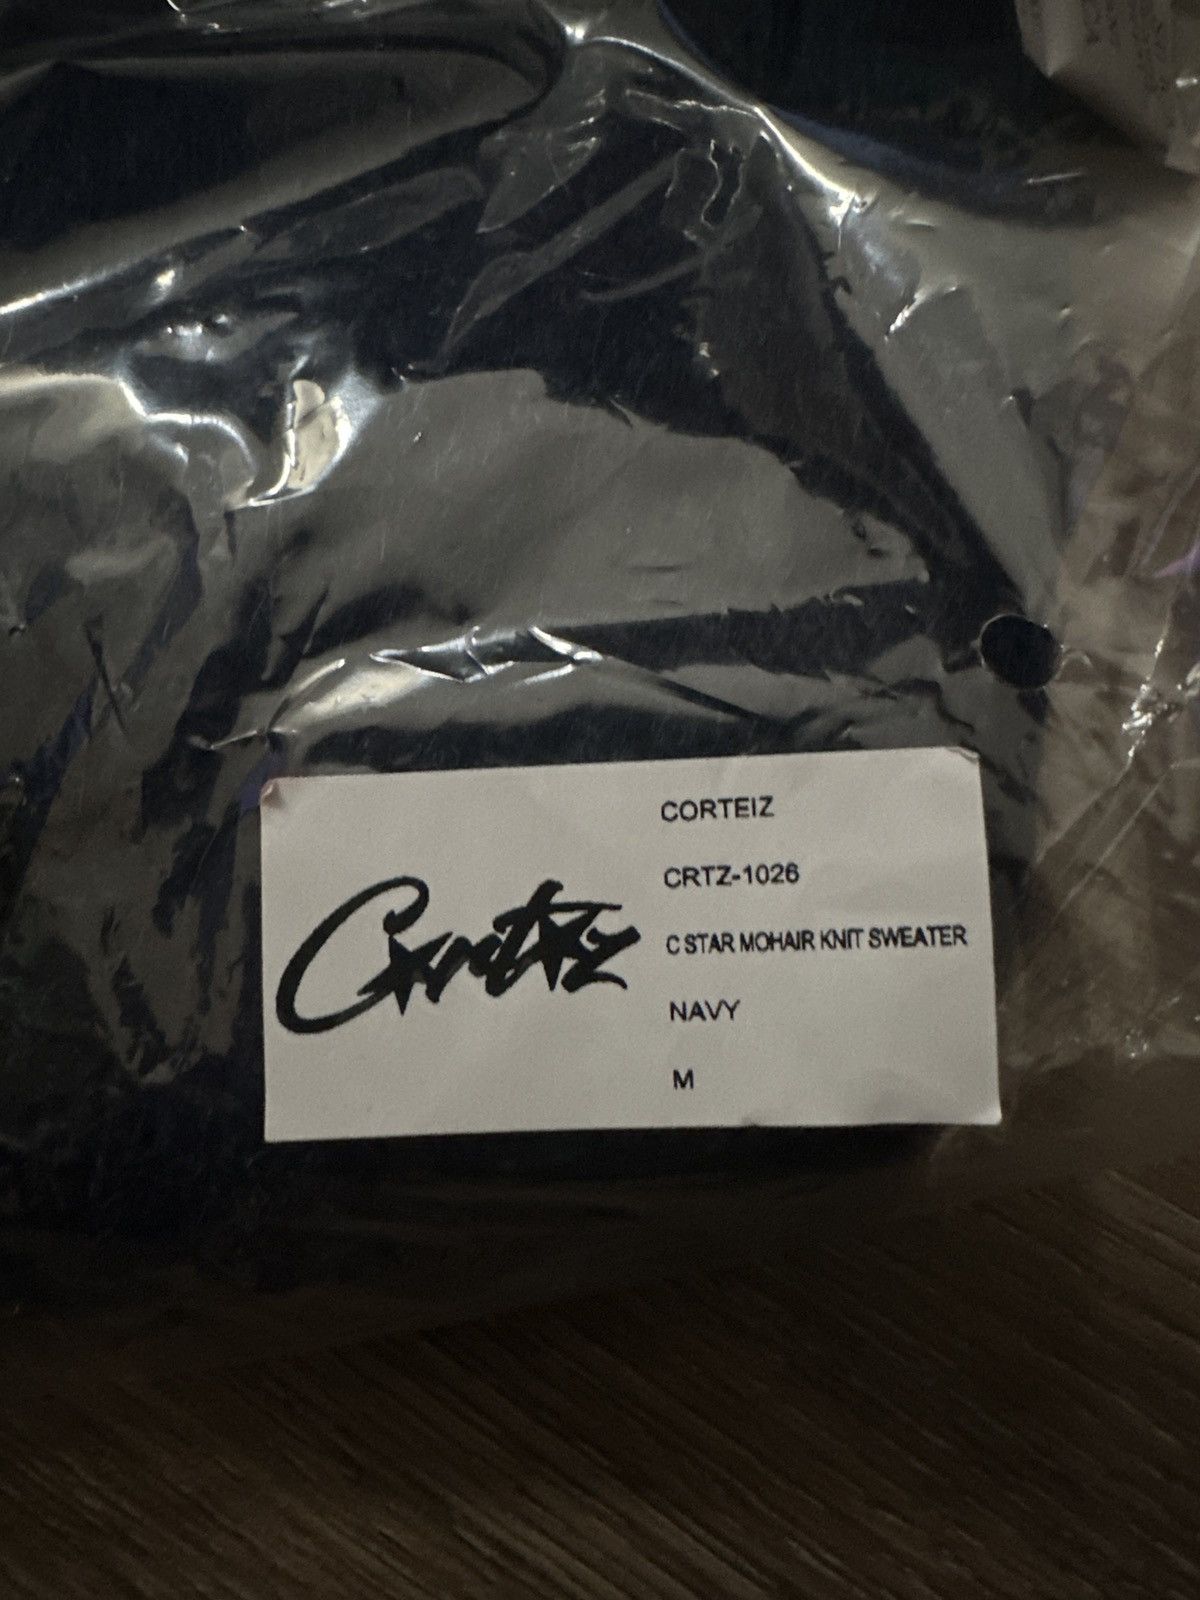 Crtz
CORTEIZ
CRTZ-1026
C STAR MOHAIR KNIT SWEATER
NAVY
M